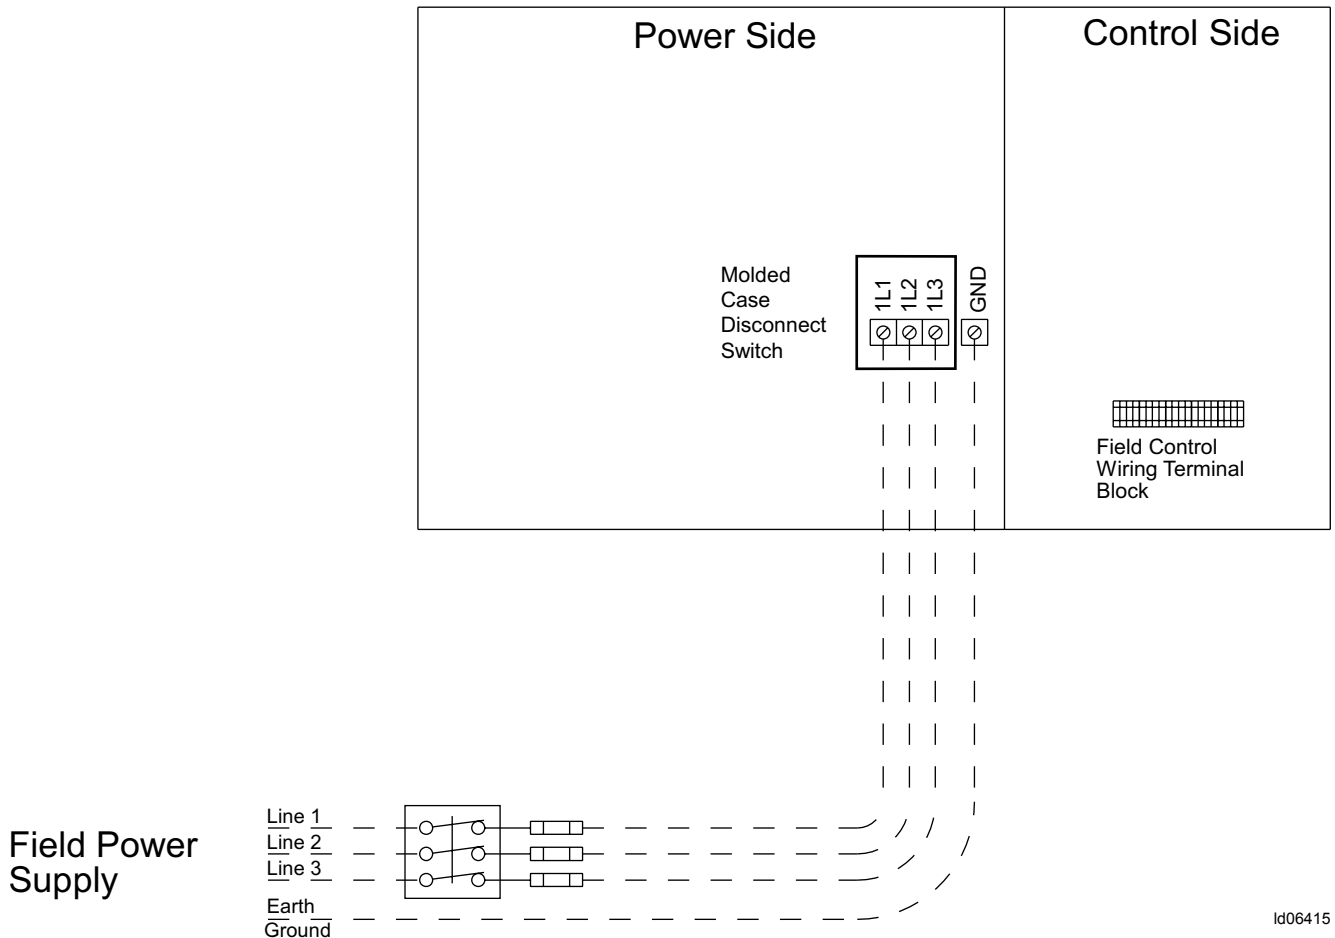 Power Side
Control Side
Molded
Case
Disconnect
Switch
1L1
1L2
1L3
GND
Field Control
Wiring Terminal
Block
Field Power
Supply
Line 1
Line 2
Line 3
Earth
Ground
ld06415